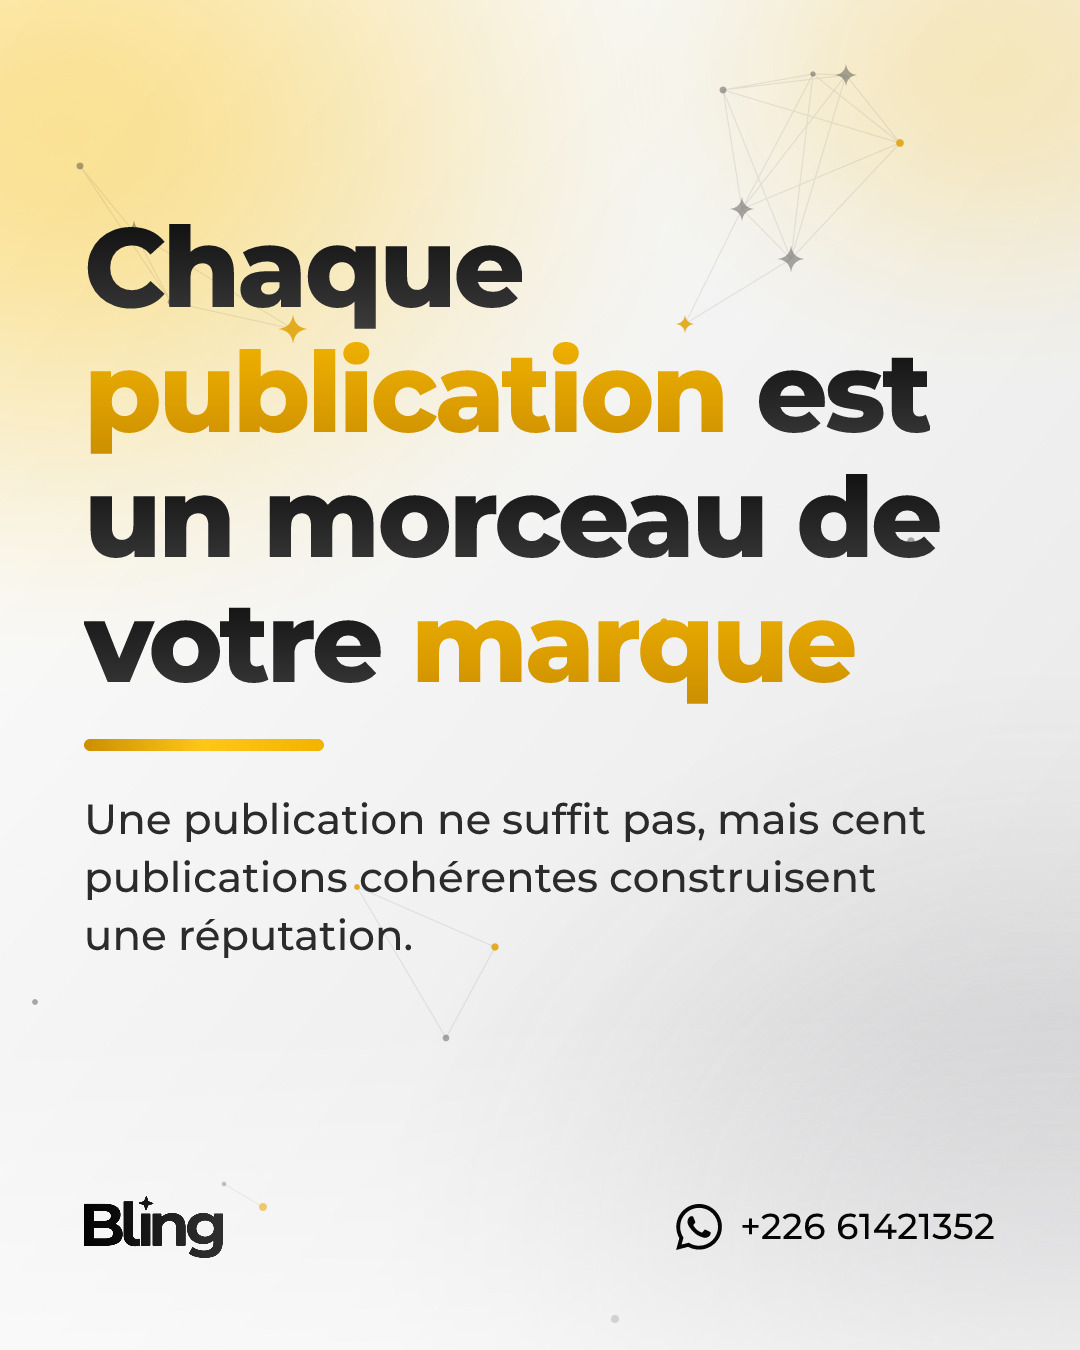 Chaque
publication est
un morceau de
votre marque
Une publication ne suffit pas, mais cent
publications cohérentes construisent
une réputation.
Bling
+226 61421352